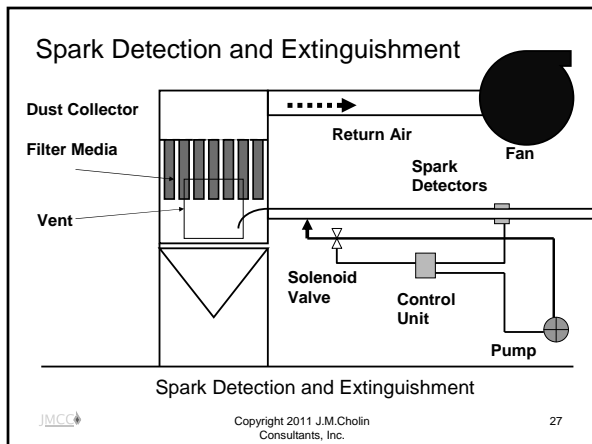 Spark Detection and Extinguishment
Dust Collector
Filter Media
Vent
Return Air
Fan
Spark
Detectors
Solenoid
Valve
Control
Unit
Pump
Spark Detection and Extinguishment
JMCC
Copyright 2011 J.M.Cholin
Consultants, Inc.
27